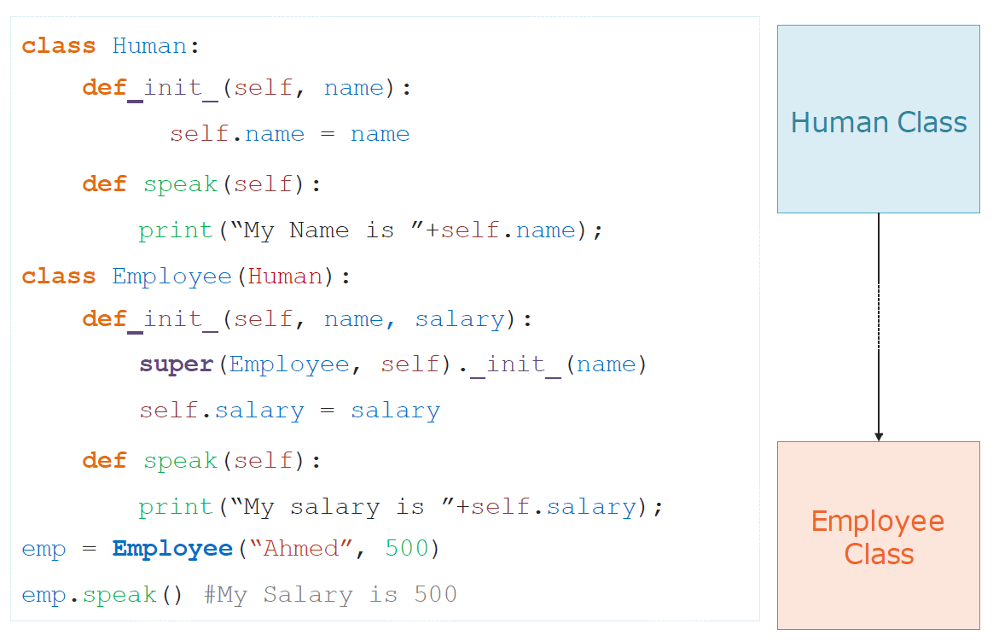 class Human:
def_init_(self, name):
self.name = name
def speak(self):
print(“My Name is ”+self.name);
class Employee(Human):
def_init_(self, name, salary):
super(Employee, self)._init_(name)
self.salary = salary
def speak(self):
print(“My salary is ”+self.salary);
emp = Employee(“Ahmed”, 500)
emp.speak() #My Salary is 500
Human Class
Employee
Class